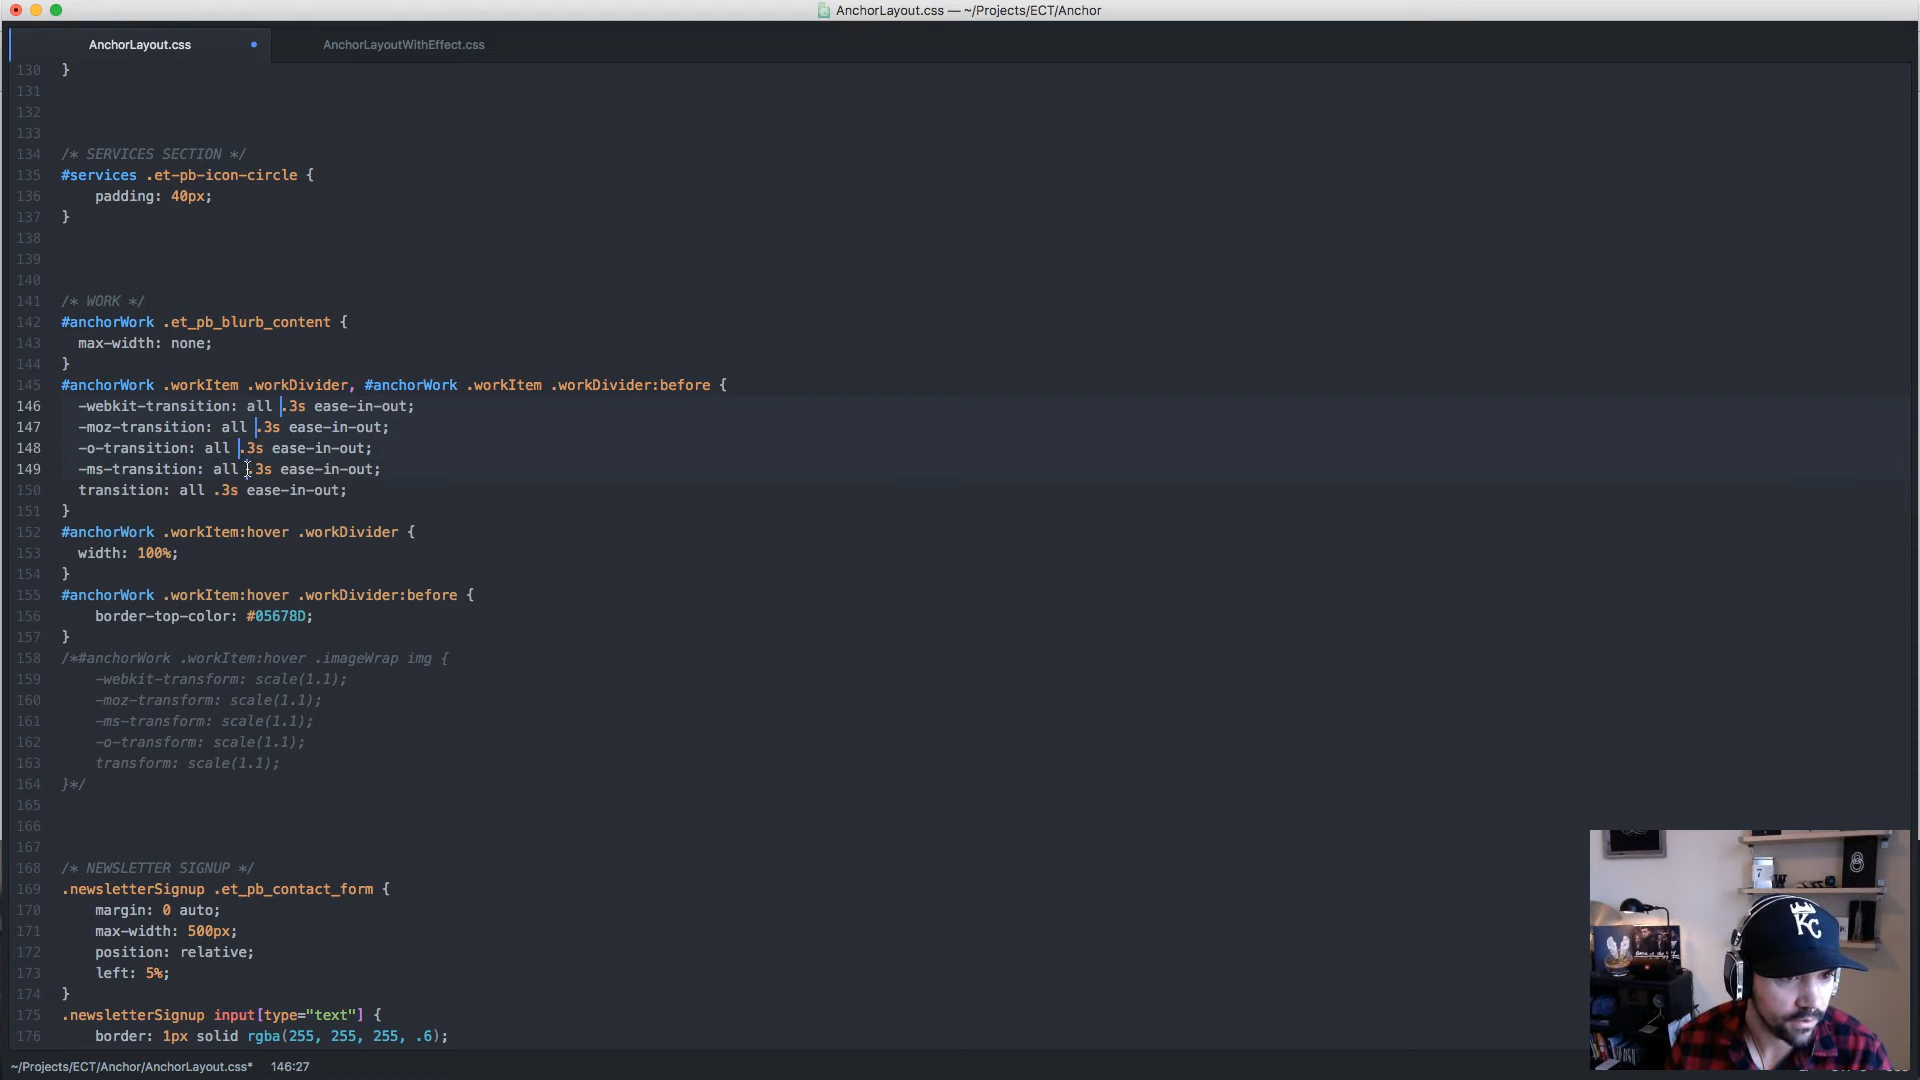 AnchorLayout.css — ~/Projects/ECT/Anchor
AnchorLayout.css
AnchorLayoutWithEffect.css
130 }
131
132
133
134 /* SERVICES SECTION */
135 #services .et-pb-icon-circle {
136 padding: 40px;
137 }
138
139
140
141 /* WORK */
142 #anchorWork .et_pb_blurb_content {
143 max-width: none;
144 }
145 #anchorWork .workItem .workDivider, #anchorWork .workItem .workDivider:before {
146 -webkit-transition: all .3s ease-in-out;
147 -moz-transition: all .3s ease-in-out;
148 -o-transition: all .3s ease-in-out;
149 -ms-transition: all .3s ease-in-out;
150 transition: all .3s ease-in-out;
151 }
152 #anchorWork .workItem:hover .workDivider {
153 width: 100%;
154 }
155 #anchorWork .workItem:hover .workDivider:before {
156 border-top-color: #05678D;
157 }
158 /*#anchorWork .workItem:hover .imageWrap img {
159 -webkit-transform: scale(1.1);
160 -moz-transform: scale(1.1);
161 -ms-transform: scale(1.1);
162 -o-transform: scale(1.1);
163 transform: scale(1.1);
164 }*/
165
166
167
168 /* NEWSLETTER SIGNUP */
169 .newsletterSignup .et_pb_contact_form {
170 margin: 0 auto;
171 max-width: 500px;
172 position: relative;
173 left: 5%;
174 }
175 .newsletterSignup input[type="text"] {
176 border: 1px solid rgba(255, 255, 255, .6);
~/Projects/ECT/Anchor/AnchorLayout.css* 146:27
7
KC